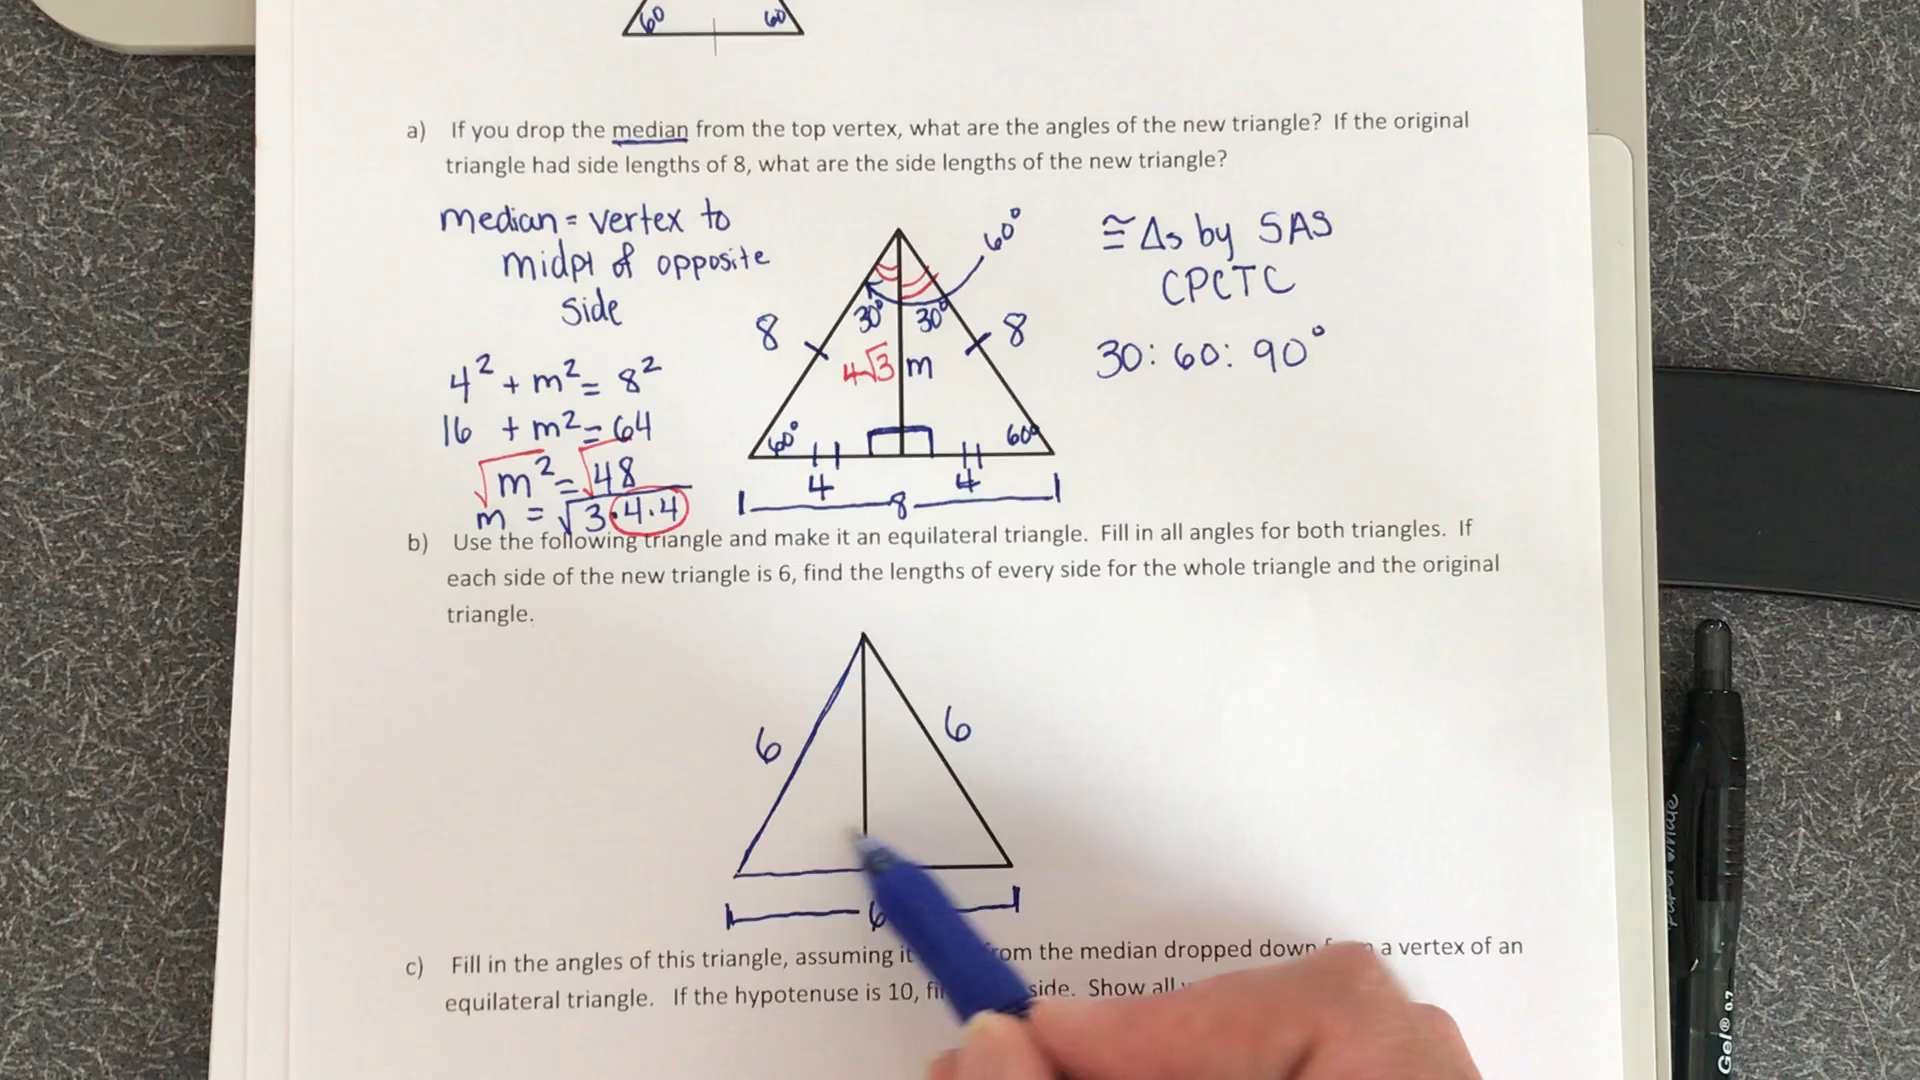 60 60
a) If you drop the median from the top vertex, what are the angles of the new triangle? If the original
triangle had side lengths of 8, what are the side lengths of the new triangle?
median = vertex to
midpt of opposite
side
4² + m² = 8²
16 + m² = 64
√m² = √48
m = √3·4·4
60°
30° 30°
8 8
4√3 m
60° 60°
4 4
8
≅ Δs by SAS
CPCTC
30: 60: 90°
b) Use the following triangle and make it an equilateral triangle. Fill in all angles for both triangles. If
each side of the new triangle is 6, find the lengths of every side for the whole triangle and the original
triangle.
6 6
6
c) Fill in the angles of this triangle, assuming it from the median dropped down a vertex of an
equilateral triangle. If the hypotenuse is 10, side. Show all
Gel® 0.7